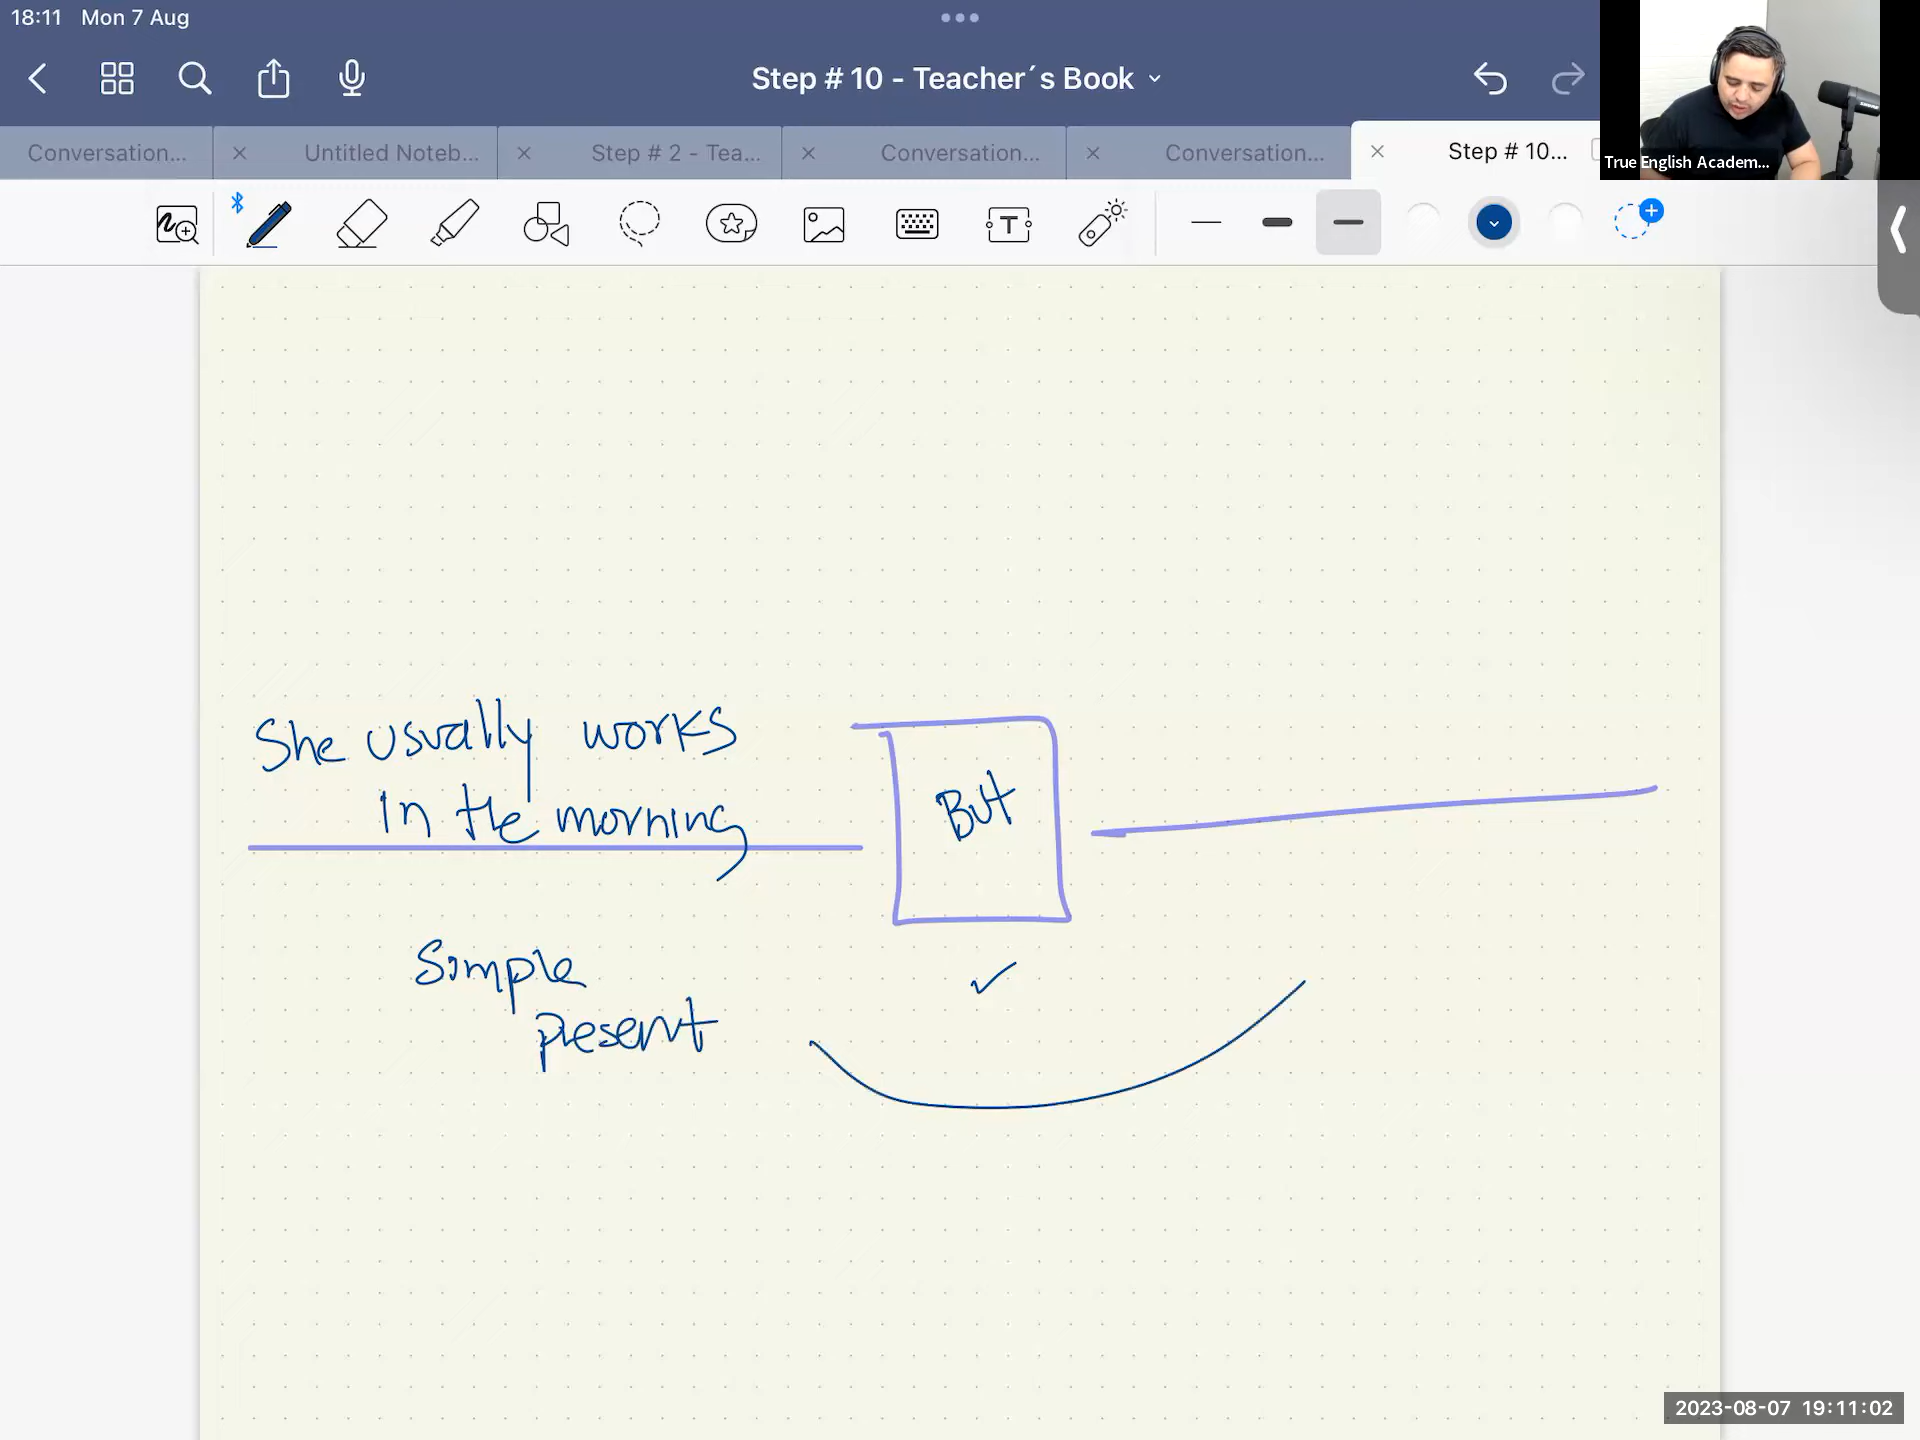 18:11 Mon 7 Aug
Step # 10 - Teacher´s Book
Conversation...
Untitled Noteb...
Step # 2 - Tea...
Conversation...
Conversation...
Step # 10...
True English Academ...
She usually works
in the morning
But
Simple
present
2023-08-07 19:11:02